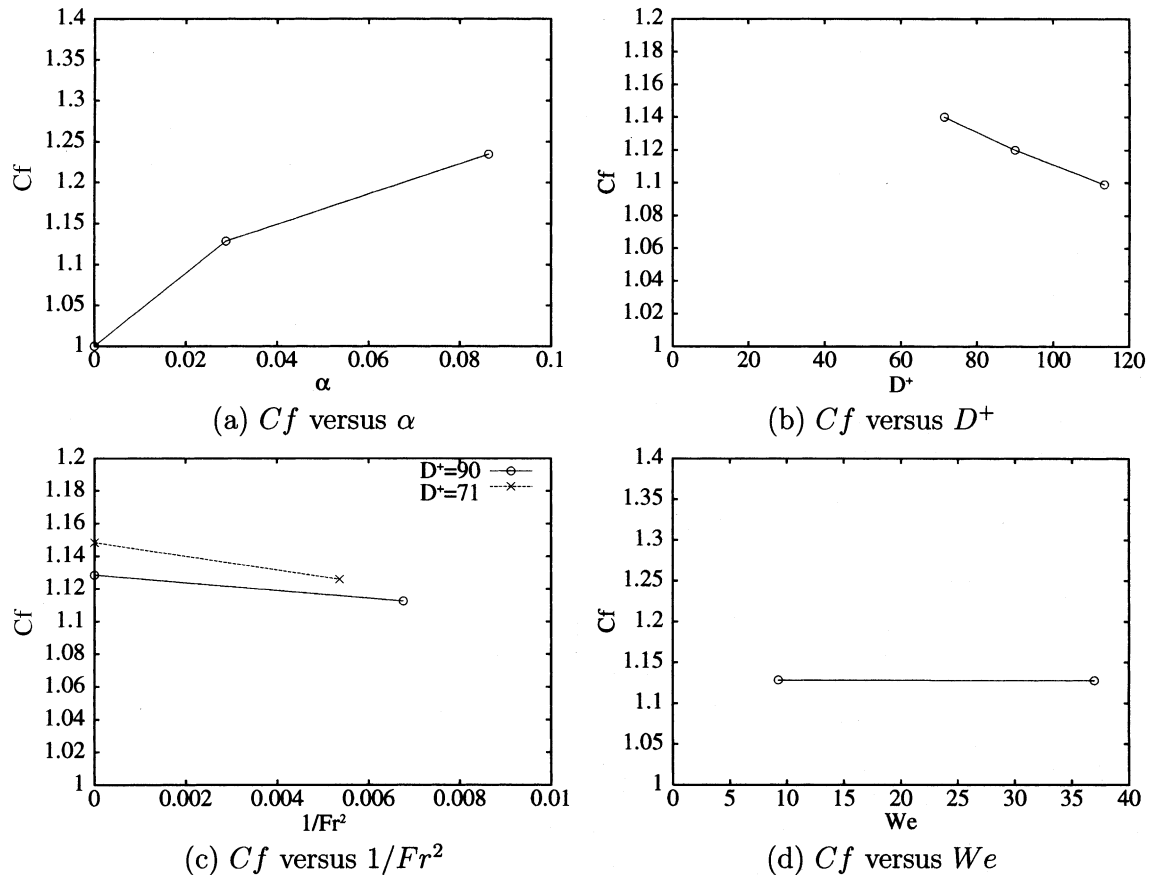 1.4
1.35
1.3
1.25
1.2
1.15
1.1
1.05
1
Cf
0 0.02 0.04 0.06 0.08 0.1
α
(a) Cf versus α
1.2
1.18
1.16
1.14
1.12
1.1
1.08
1.06
1.04
1.02
1
Cf
0 20 40 60 80 100 120
D⁺
(b) Cf versus D⁺
1.2
1.18
1.16
1.14
1.12
1.1
1.08
1.06
1.04
1.02
1
Cf
D⁺=90
D⁺=71
0 0.002 0.004 0.006 0.008 0.01
1/Fr²
(c) Cf versus 1/Fr²
1.4
1.35
1.3
1.25
1.2
1.15
1.1
1.05
1
Cf
0 5 10 15 20 25 30 35 40
We
(d) Cf versus We